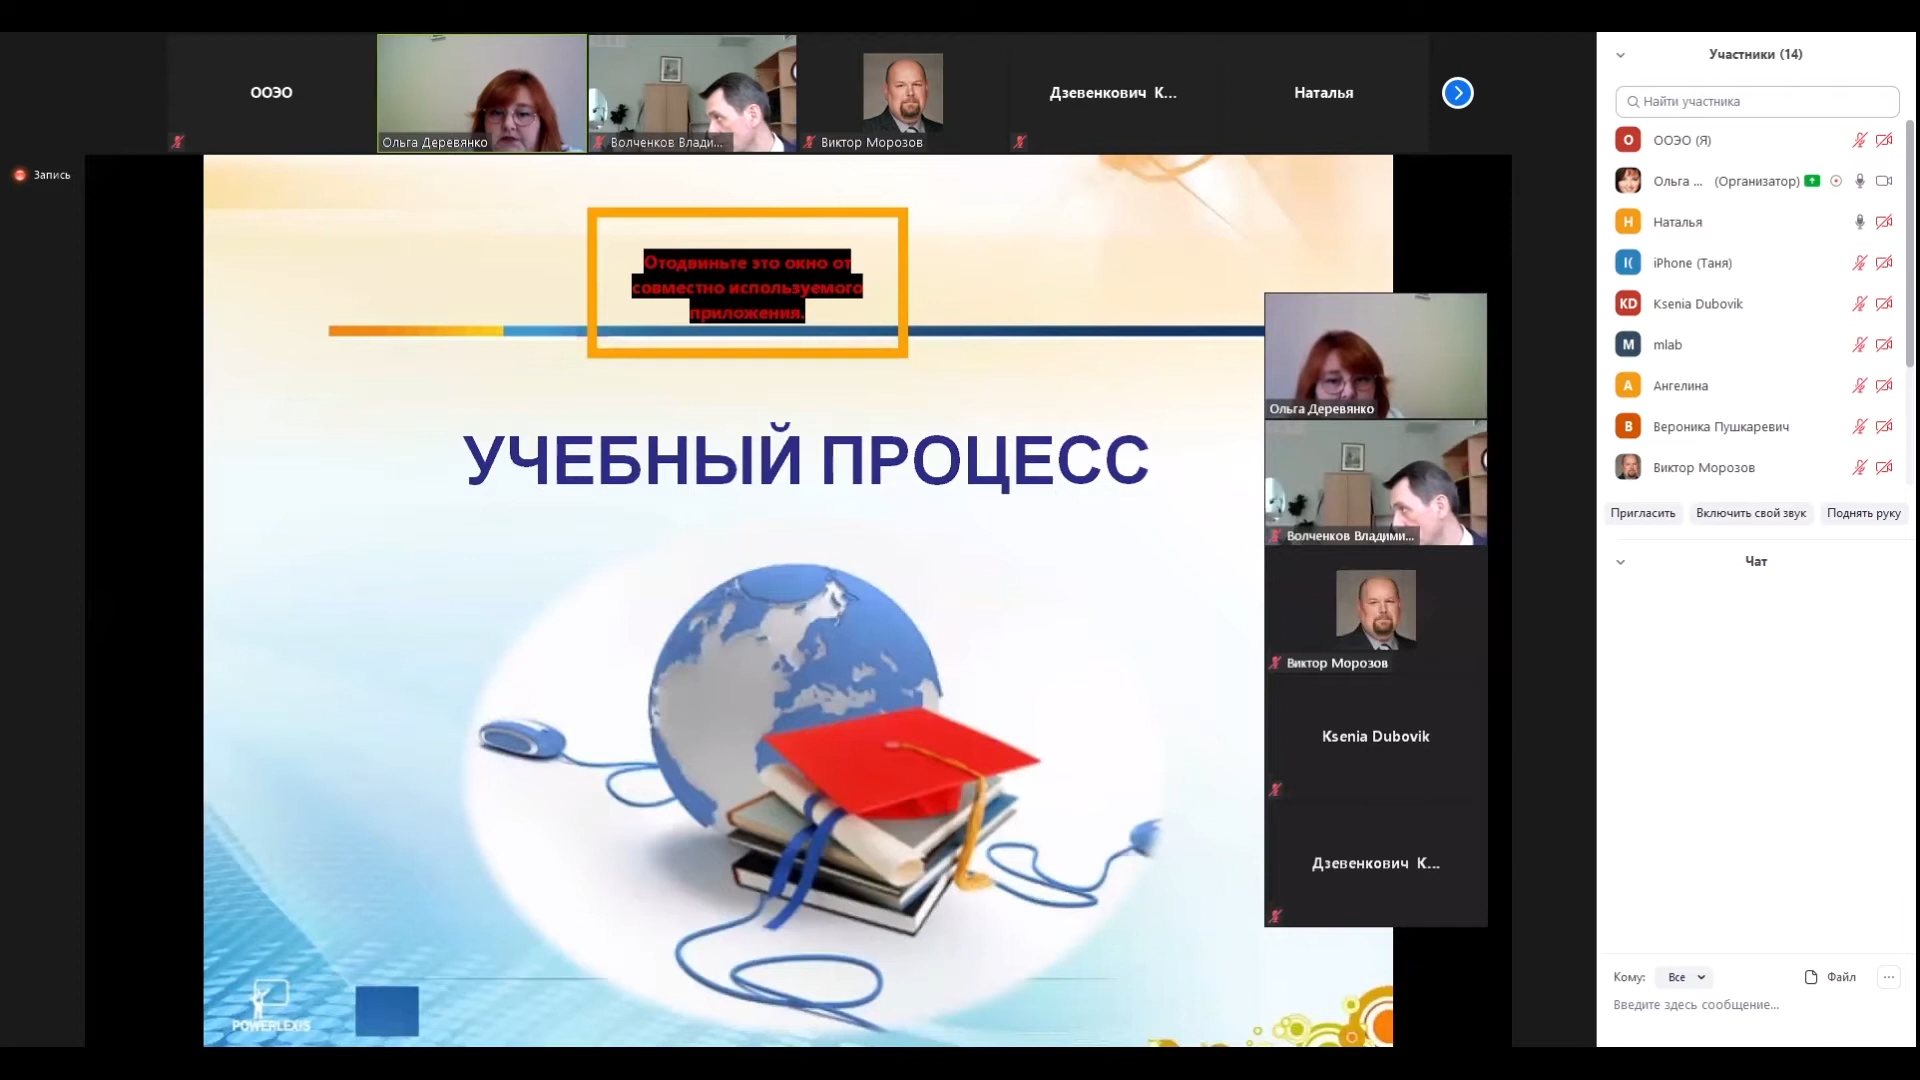 ООЭО
Ольга Деревянко
Волченков Влади...
Виктор Морозов
Дзевенкович К...
Наталья
Запись
Отодвиньте это окно от
совместно используемого
приложения.
УЧЕБНЫЙ ПРОЦЕСС
POWERLEXIS
Ольга Деревянко
Волченков Владими...
Виктор Морозов
Ksenia Dubovik
Дзевенкович К...
Участники (14)
Найти участника
О ООЭО (Я)
Ольга ... (Организатор)
Н Наталья
I( iPhone (Таня)
KD Ksenia Dubovik
M mlab
А Ангелина
В Вероника Пушкаревич
Виктор Морозов
Пригласить Включить свой звук Поднять руку
Чат
Кому: Все Файл ...
Введите здесь сообщение...